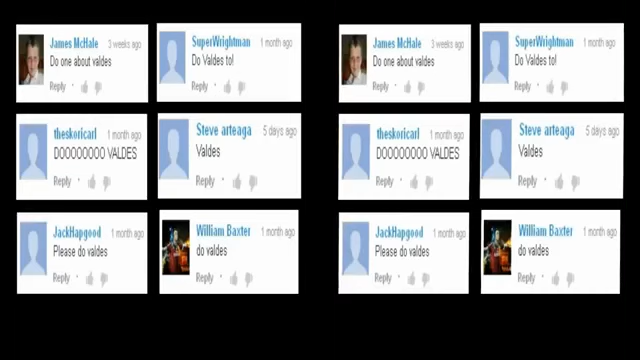 James McHale 3 weeks ago
Do one about valdes
Reply
SuperWrightman 1 month ago
Do Valdes to!
Reply
James McHale 3 weeks ago
Do one about valdes
Reply
SuperWrightman 1 month ago
Do Valdes to!
Reply
theskoricarl 1 month ago
DOOOOOOOOO VALDES
Reply
Steve arteaga 5 days ago
Valdes
Reply
theskoricarl 1 month ago
DOOOOOOOOO VALDES
Reply
Steve arteaga 5 days ago
Valdes
Reply
JackHapgood 1 month ago
Please do valdes
Reply
William Baxter 1 month ago
do valdes
Reply
JackHapgood 1 month ago
Please do valdes
Reply
William Baxter 1 month ago
do valdes
Reply